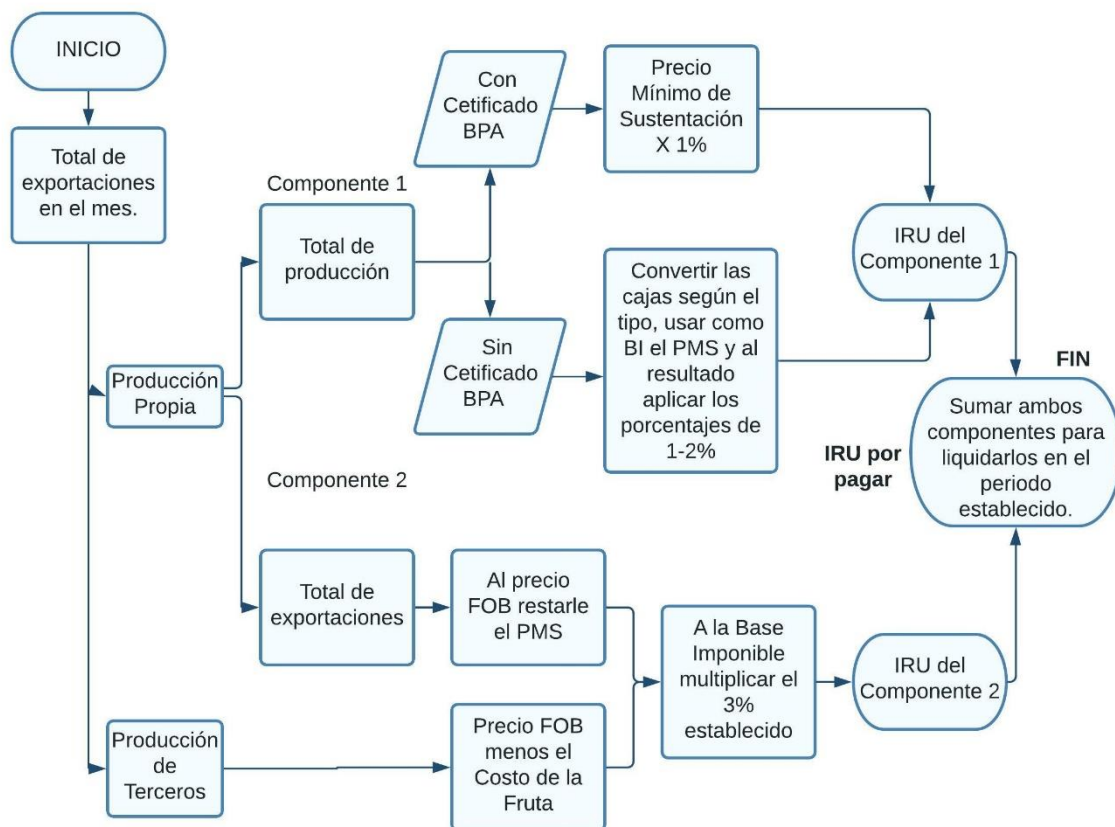 INICIO
Total de
exportaciones
en el mes.
Componente 1
Total de
producción
Con
Cetificado
BPA
Precio
Mínimo de
Sustentación
X 1%
IRU del
Componente 1
Sin
Cetificado
BPA
Convertir las
cajas según el
tipo, usar como
BI el PMS y al
resultado
aplicar los
porcentajes de
1-2%
Producción
Propia
Componente 2
Total de
exportaciones
Al precio
FOB restarle
el PMS
Producción
de
Terceros
Precio FOB
menos el
Costo de la
Fruta
A la Base
Imponible
multiplicar el
3%
establecido
IRU del
Componente 2
IRU por
pagar
FIN
Sumar ambos
componentes para
liquidarlos en el
periodo
establecido.